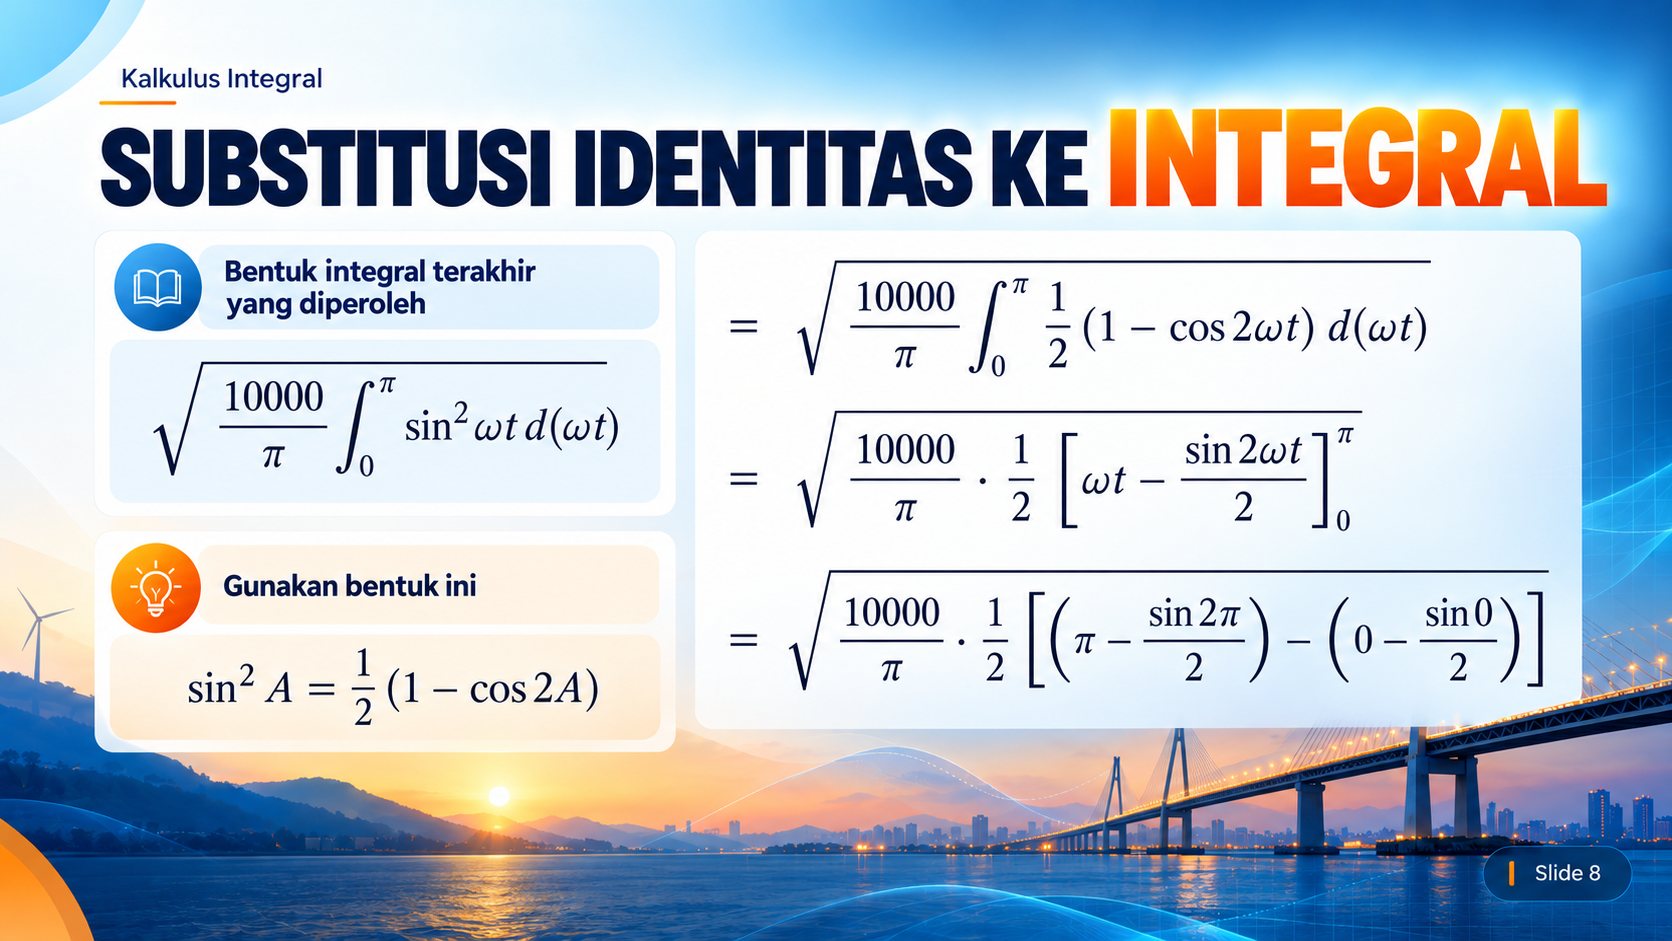 Kalkulus Integral
SUBSTITUSI IDENTITAS KE INTEGRAL
Bentuk integral terakhir
yang diperoleh
√(10000/π ∫₀^π sin² ωt d(ωt))
Gunakan bentuk ini
sin² A = 1/2 (1 − cos 2A)
= √(10000/π ∫₀^π 1/2 (1 − cos 2ωt) d(ωt))
= √(10000/π · 1/2 [ωt − sin 2ωt/2]₀^π)
= √(10000/π · 1/2 [(π − sin 2π/2) − (0 − sin 0/2)])
Slide 8